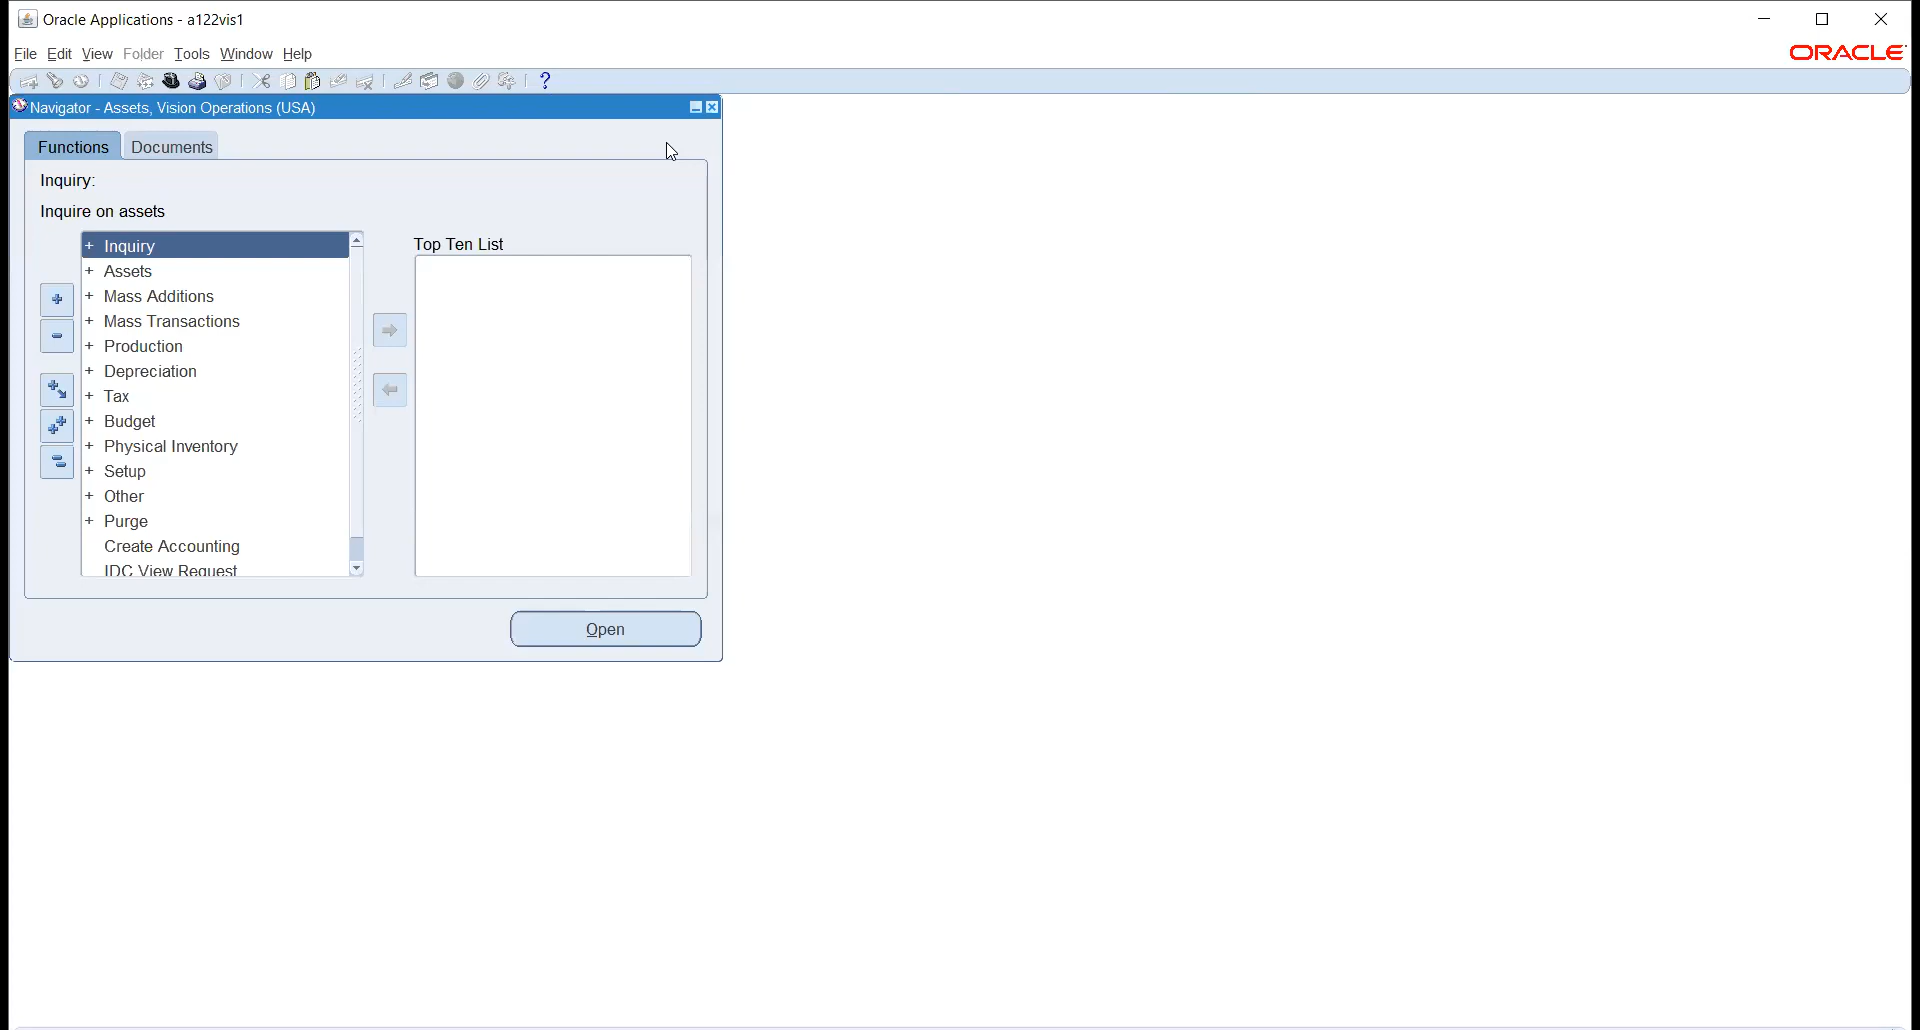 Oracle Applications - a122vis1
File Edit View Folder Tools Window Help
ORACLE
?
Navigator - Assets, Vision Operations (USA)
Functions Documents
Inquiry:
Inquire on assets
+ Inquiry
+ Assets
+ Mass Additions
+ Mass Transactions
+ Production
+ Depreciation
+ Tax
+ Budget
+ Physical Inventory
+ Setup
+ Other
+ Purge
Create Accounting
IDC View Request
Top Ten List
Open